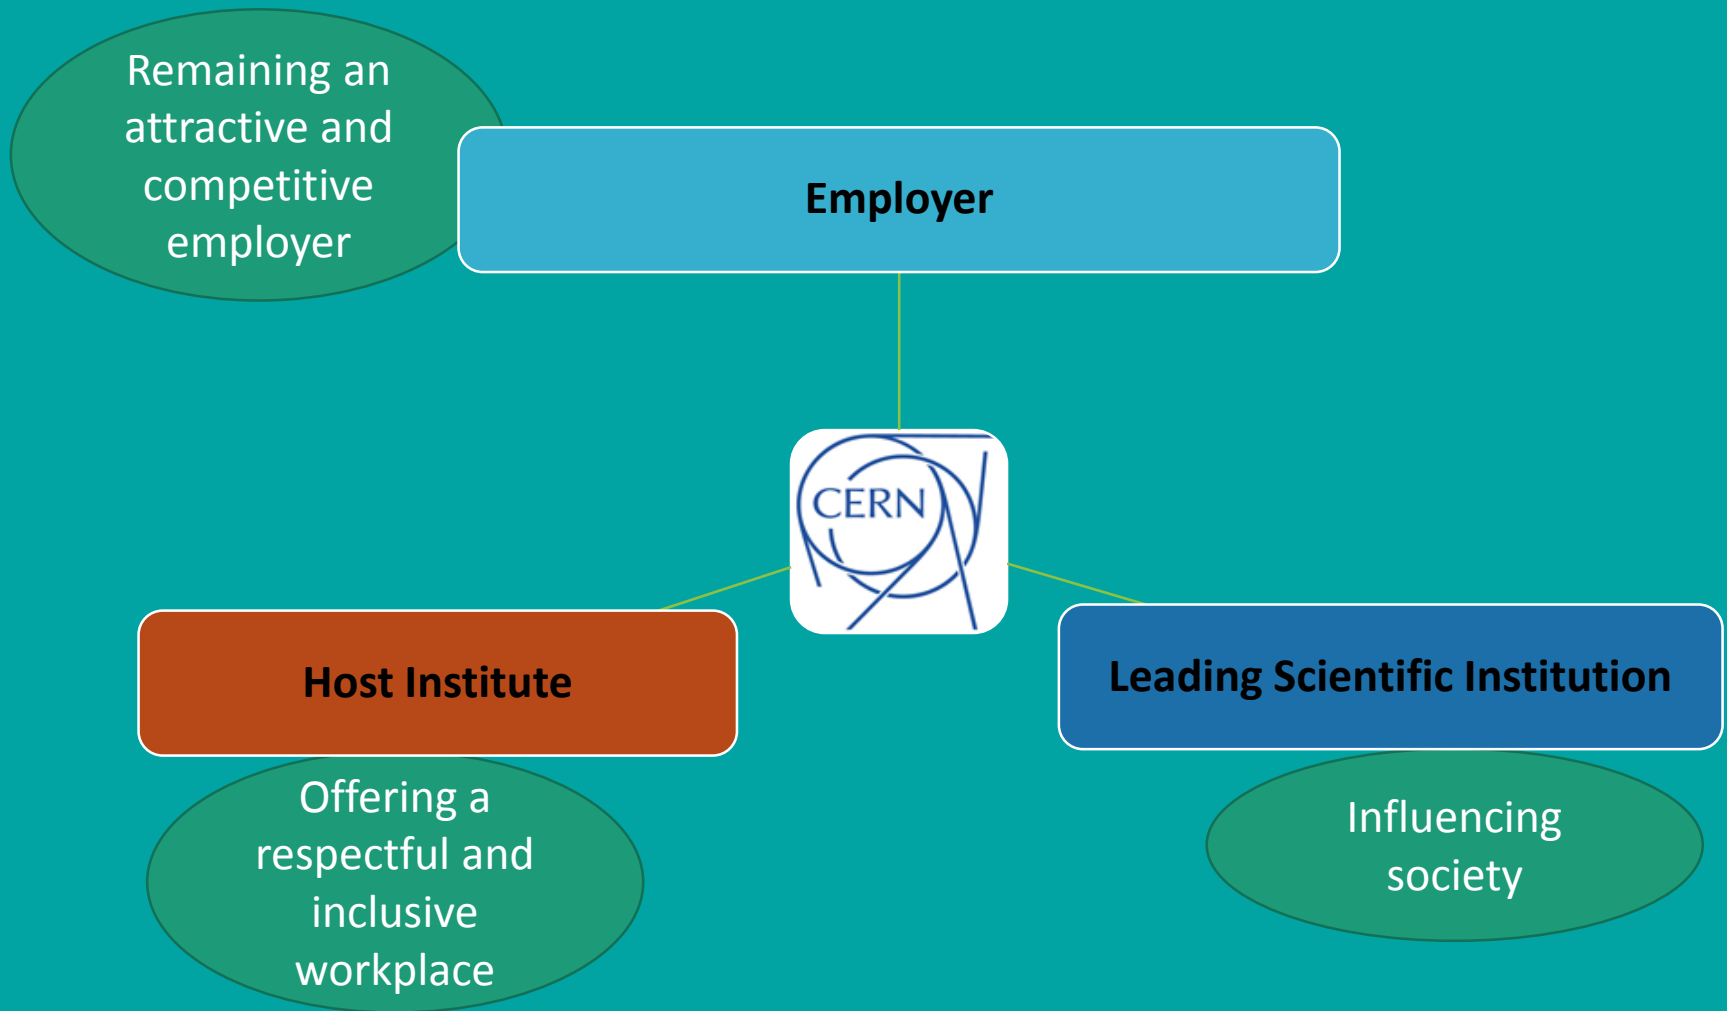 Remaining an
attractive and
competitive
employer
Employer
CERN
Host Institute
Leading Scientific Institution
Offering a
respectful and
inclusive
workplace
Influencing
society